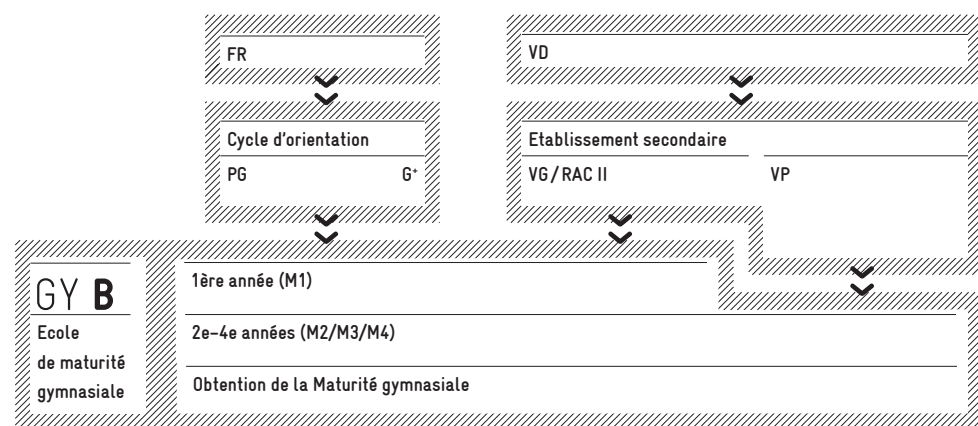 FR
VD
Cycle d'orientation
Etablissement secondaire
PG G⁺
VG / RAC II
VP
GY B
Ecole
de maturité
gymnasiale
1ère année (M1)
2e–4e années (M2/M3/M4)
Obtention de la Maturité gymnasiale